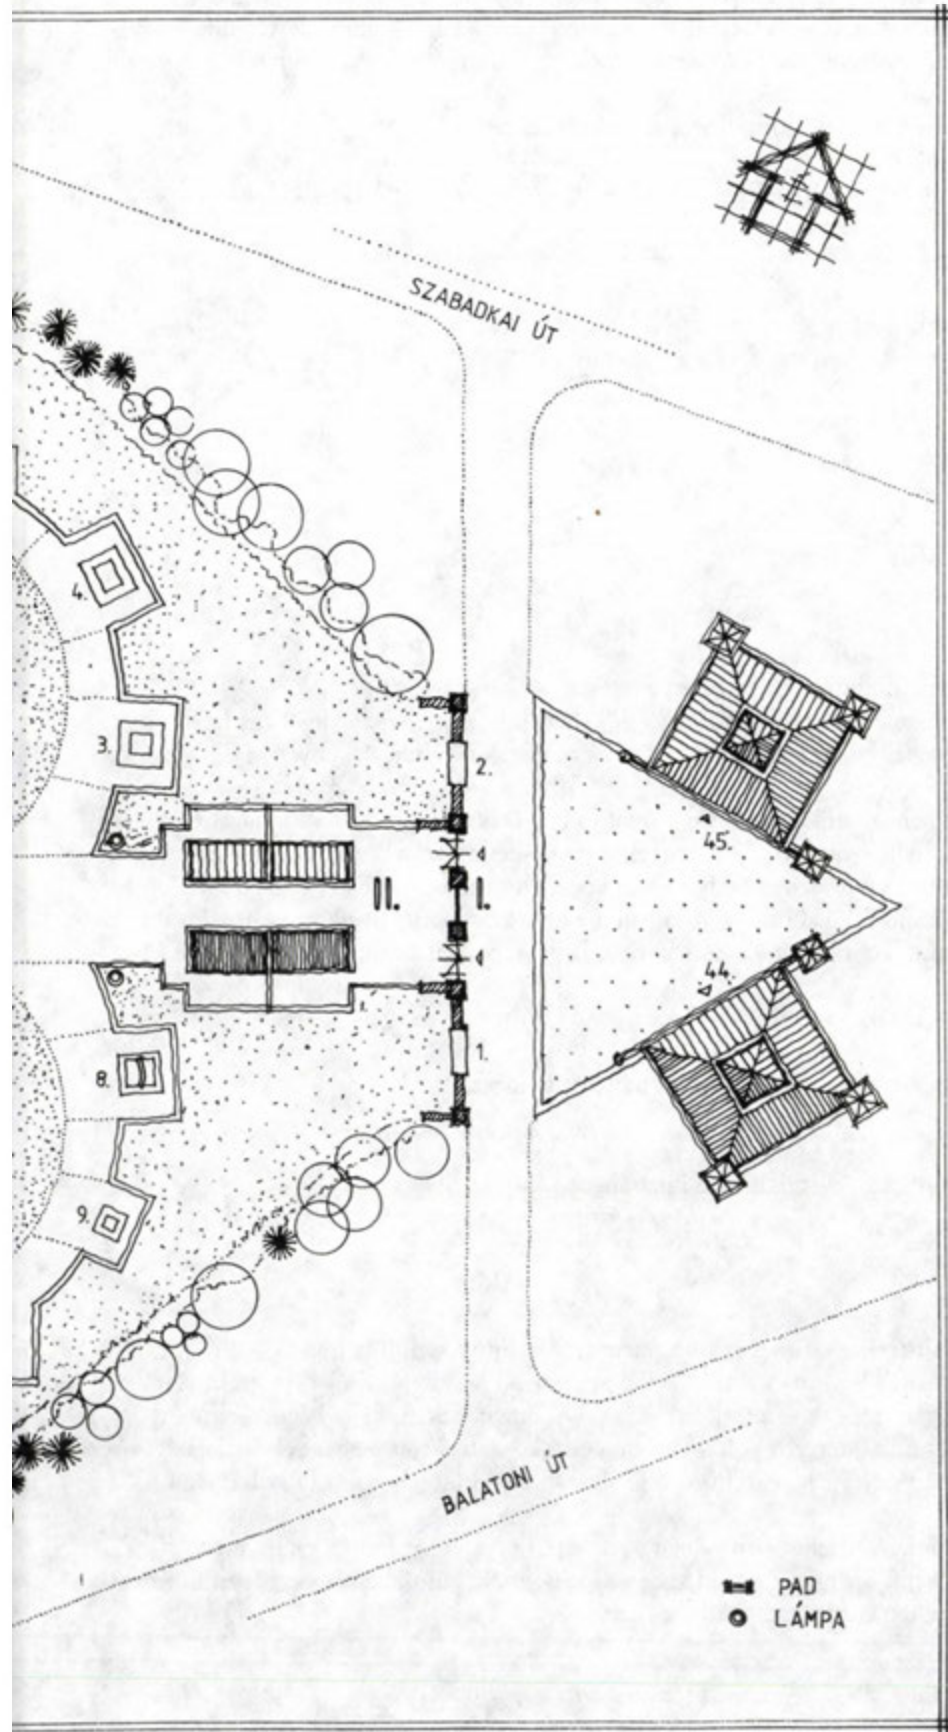 SZABADKAI ÚT
4.
3.
2.
45.
II.
I.
44.
1.
8.
9.
BALATONI ÚT
PAD
LÁMPA